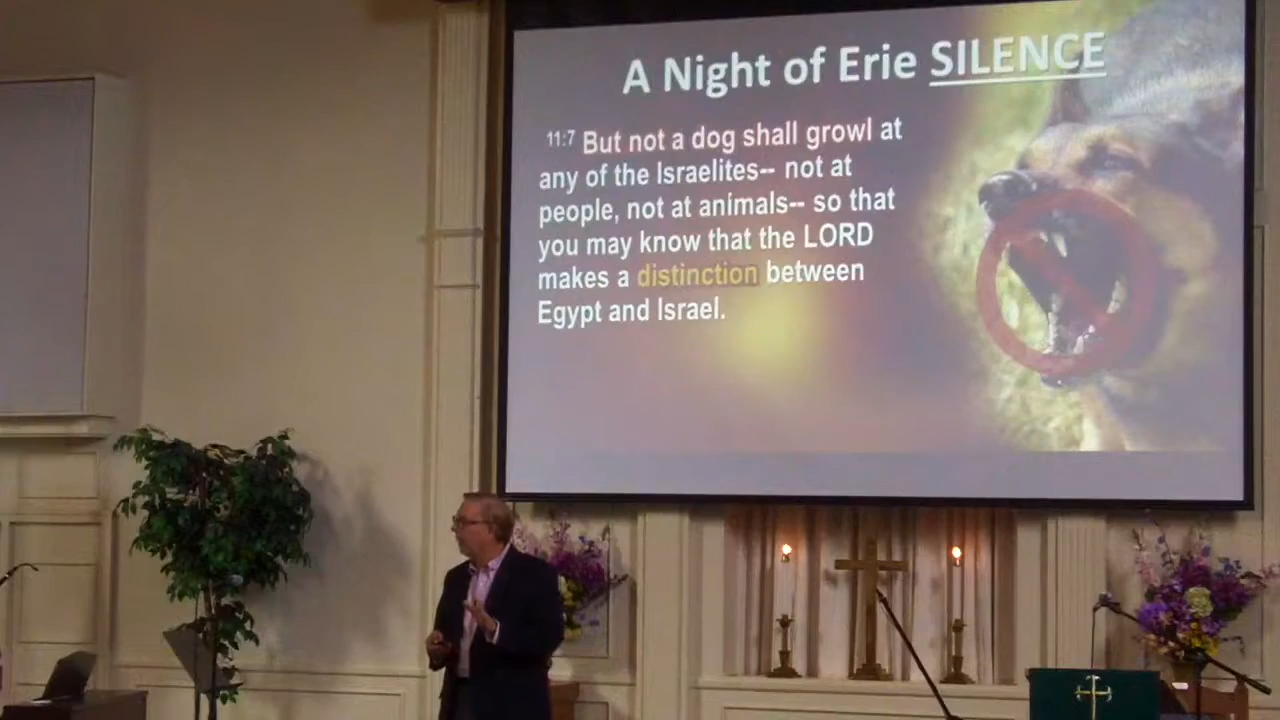 A Night of Erie SILENCE
11:7 But not a dog shall growl at
any of the Israelites-- not at
people, not at animals-- so that
you may know that the LORD
makes a distinction between
Egypt and Israel.